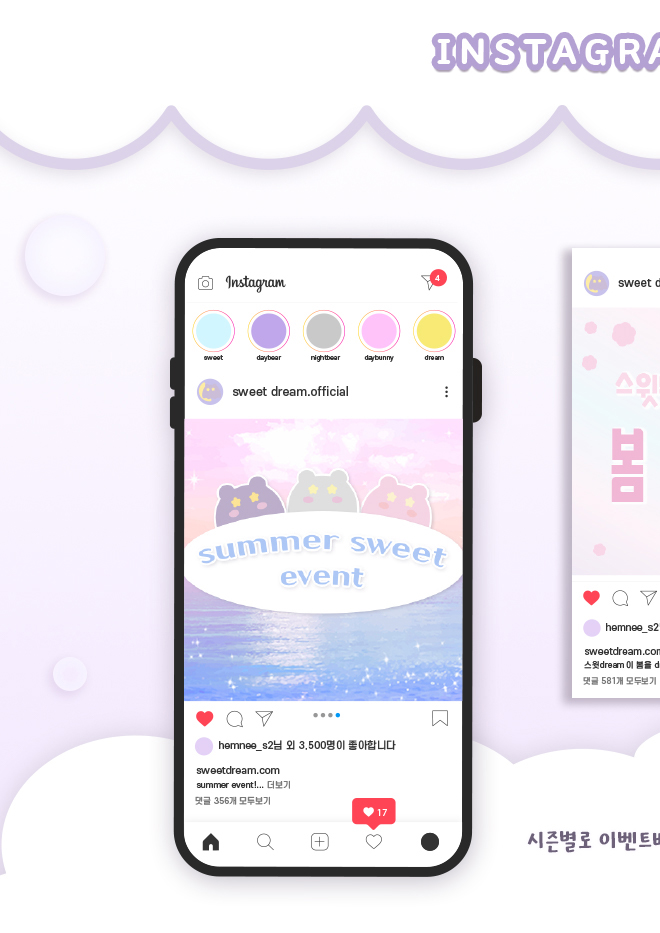 INSTAGRA
4
Instagram
sweet daybear nightbear daybunny dream
sweet dream.official
summer sweet
event
hemnee_s2님 외 3,500명이 좋아합니다
sweetdream.com
summer event!... 더보기
댓글 356개 모두보기
17
sweet d
스윗
봄
hemnee_s2
sweetdream.com
스윗dream 이 봄을 d
댓글 581개 모두보기
시즌별로 이벤트